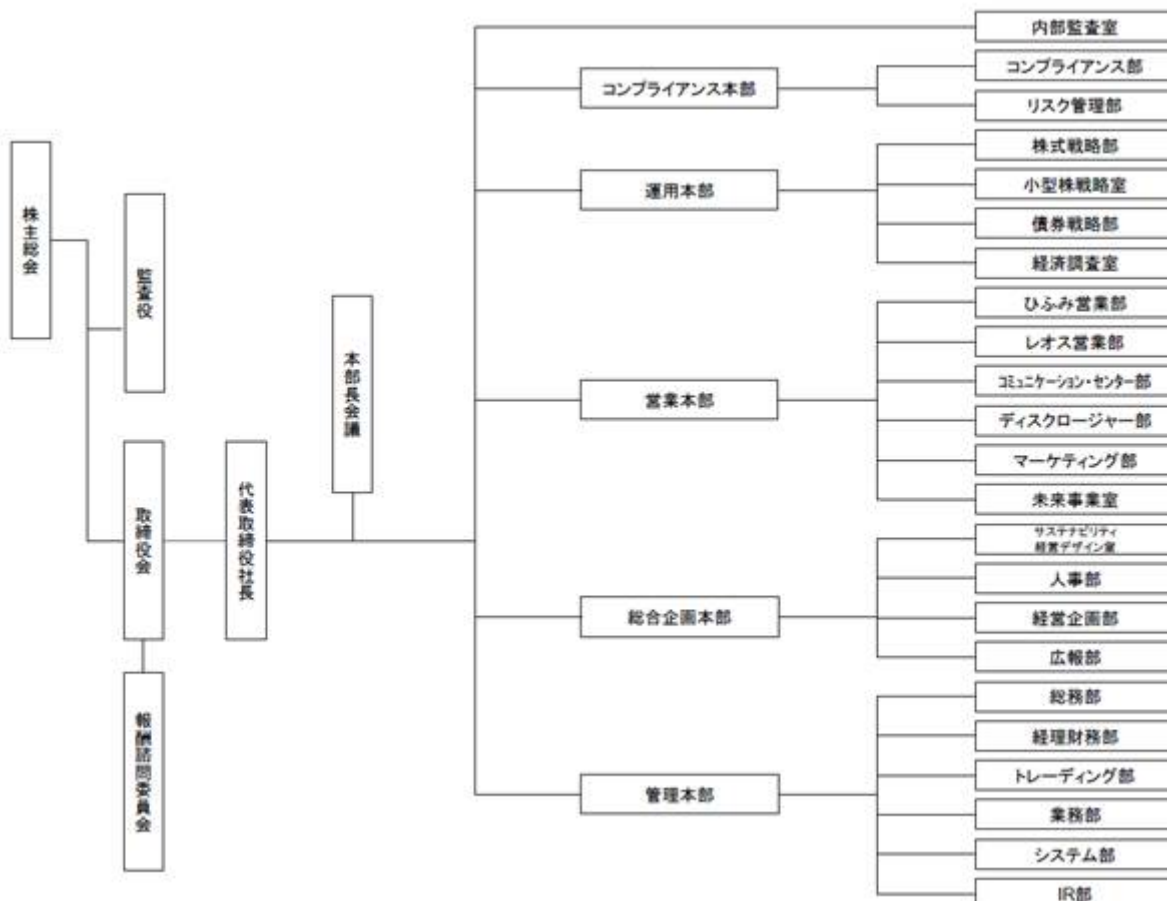 株主総会
監査役
取締役会
報酬諮問委員会
代表取締役社長
本部長会議
内部監査室
コンプライアンス本部
コンプライアンス部
リスク管理部
運用本部
株式戦略部
小型株戦略室
債券戦略部
経済調査室
営業本部
ひふみ営業部
レオス営業部
コミュニケーション・センター部
ディスクロージャー部
マーケティング部
未来事業室
総合企画本部
サステナビリティ
経営デザイン室
人事部
経営企画部
広報部
管理本部
総務部
経理財務部
トレーディング部
業務部
システム部
IR部